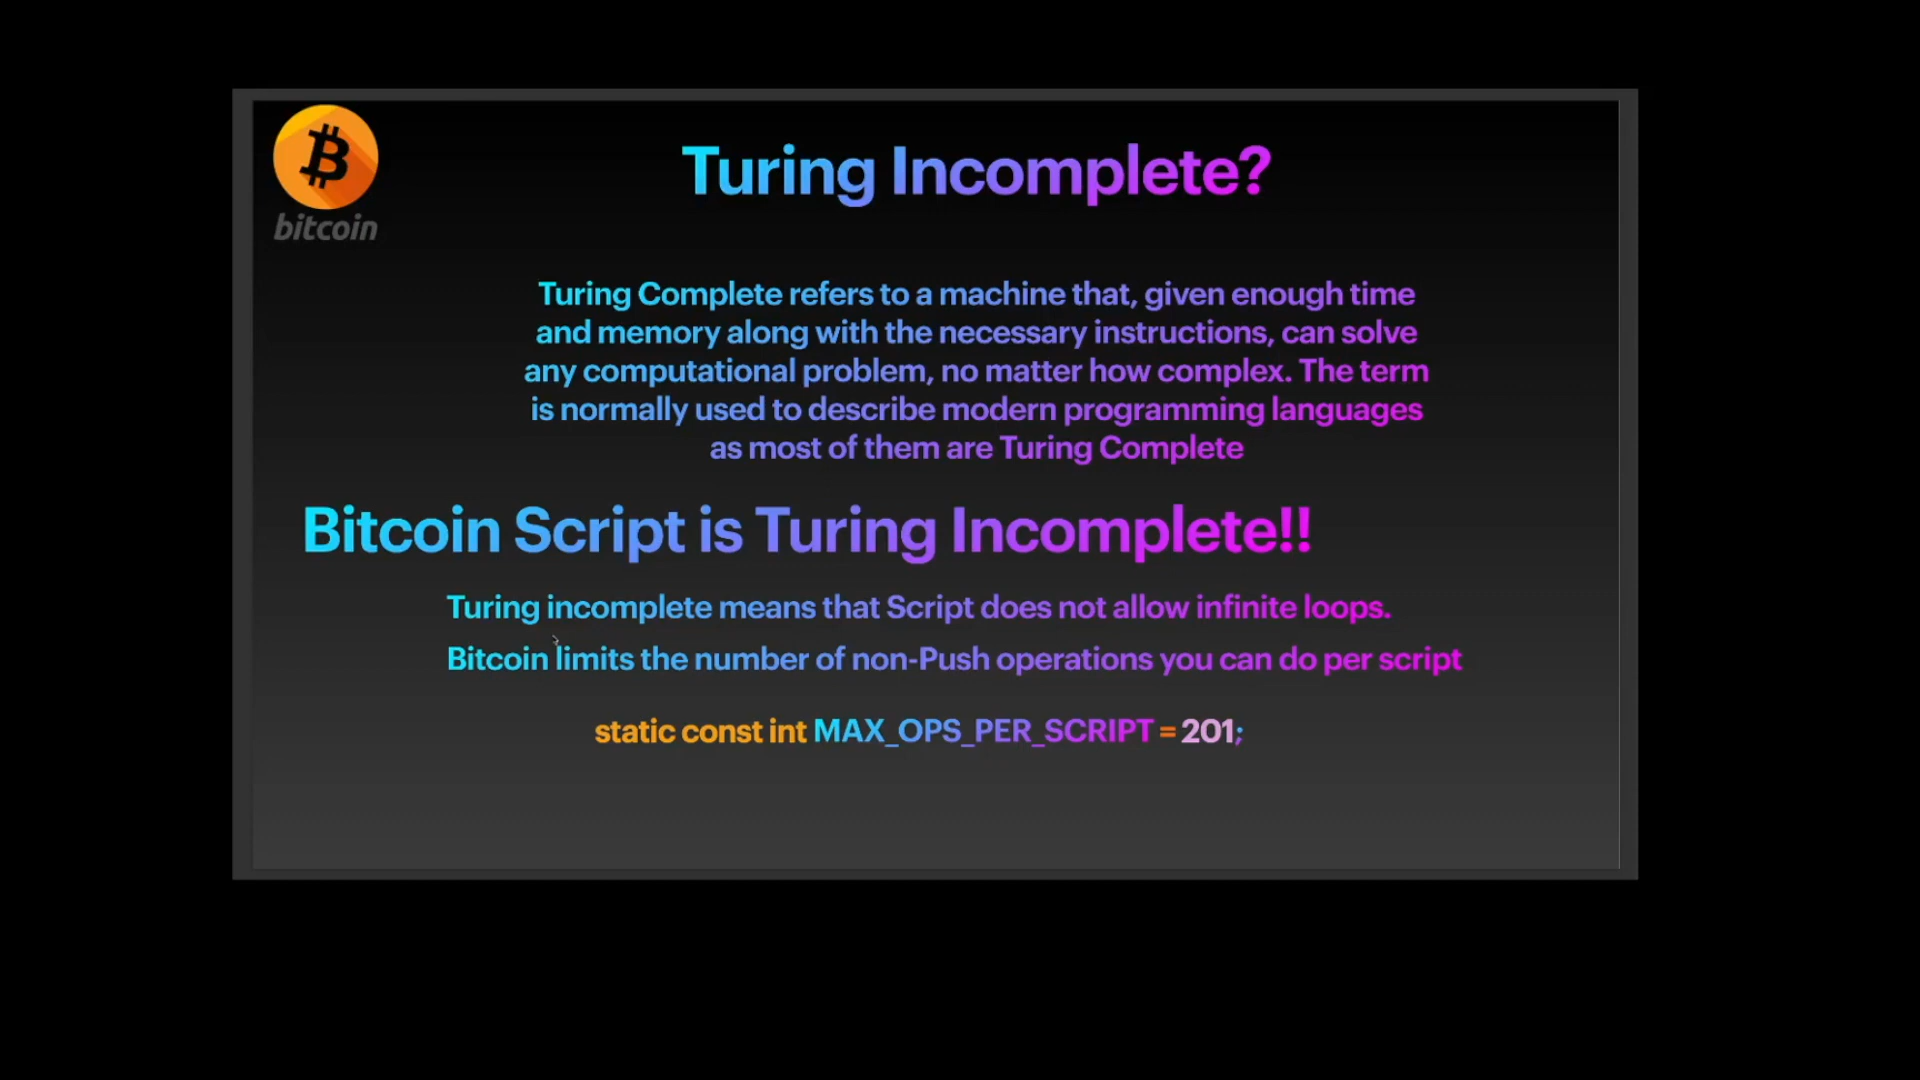 bitcoin
Turing Incomplete?
Turing Complete refers to a machine that, given enough time
and memory along with the necessary instructions, can solve
any computational problem, no matter how complex. The term
is normally used to describe modern programming languages
as most of them are Turing Complete
Bitcoin Script is Turing Incomplete!!
Turing incomplete means that Script does not allow infinite loops.
Bitcoin limits the number of non-Push operations you can do per script
static const int MAX_OPS_PER_SCRIPT = 201;